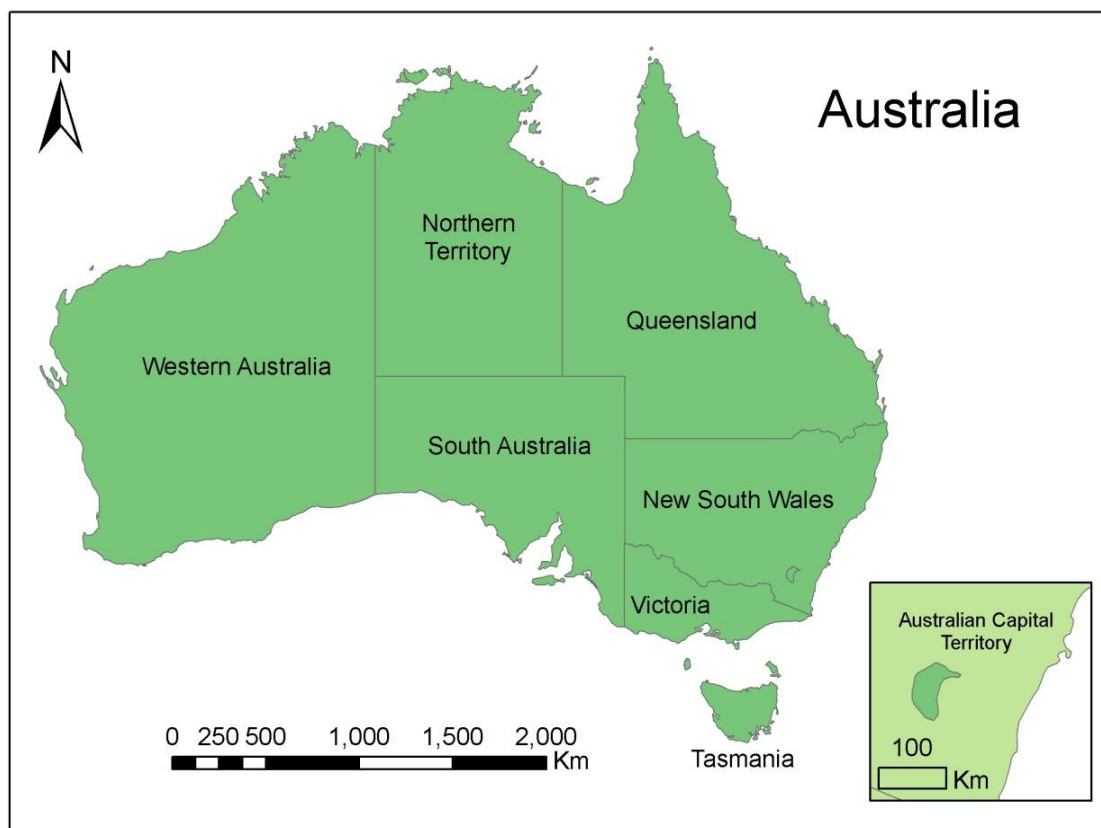 N
Australia
Northern
Territory
Queensland
Western Australia
South Australia
New South Wales
Victoria
Australian Capital
Territory
100
Km
0 250 500 1,000 1,500 2,000
Km
Tasmania